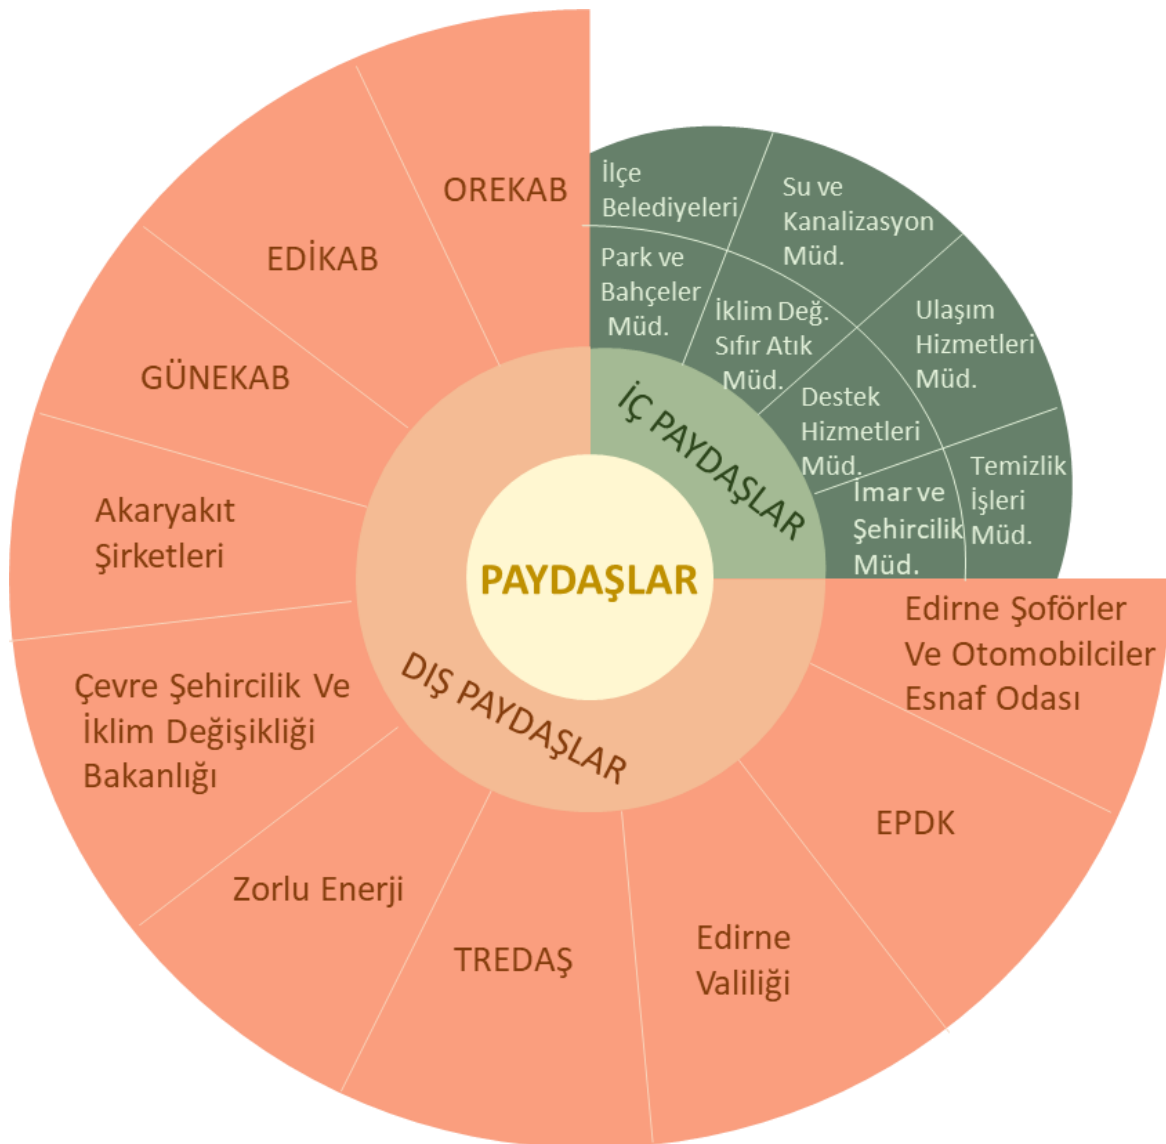 OREKAB
EDİKAB
GÜNEKAB
Akaryakıt
Şirketleri
Çevre Şehircilik Ve
İklim Değişikliği
Bakanlığı
Zorlu Enerji
TREDAŞ
Edirne
Valiliği
EPDK
Edirne Şoförler
Ve Otomobilciler
Esnaf Odası
İlçe
Belediyeleri
Su ve
Kanalizasyon
Müd.
Ulaşım
Hizmetleri
Müd.
Temizlik
İşleri
Müd.
Park ve
Bahçeler
Müd.
İklim Değ.
Sıfır Atık
Müd.
Destek
Hizmetleri
Müd.
İmar ve
Şehircilik
Müd.
İÇ PAYDAŞLAR
PAYDAŞLAR
DIŞ PAYDAŞLAR